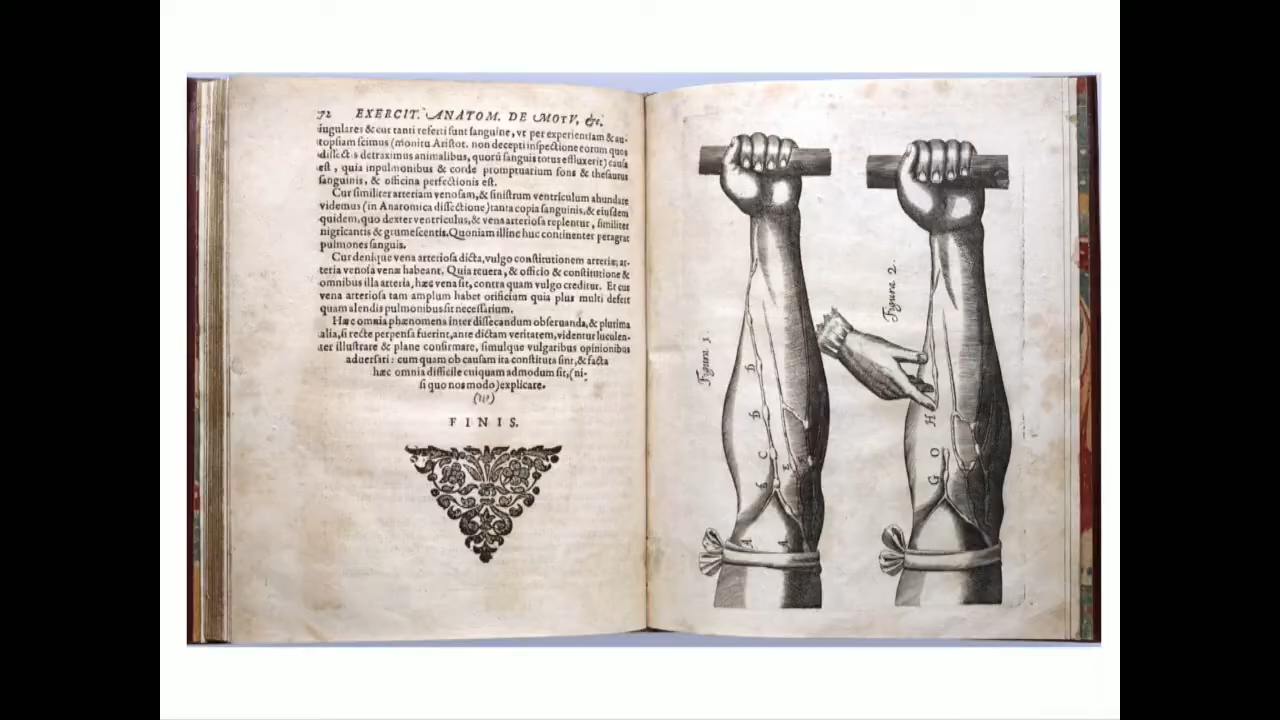 72 EXERCIT. ANATOM. DE MOTV, &c.
iugulares & cur tanti referti sunt sanguine, vt per experientiam & au-
topsiam scimus (monitu Aristot. non decepti inspectione eorum quos
dissectis detraximus animalibus, quorū sanguis totus effluxerit) causa
est, quia in pulmonibus & corde promptuarium fons & thesaurus
sanguinis, & officina perfectionis est.
Cur similiter arteriam venosam, & sinistrum ventriculum abundare
videmus (in Anatomica dissectione) tanta copia sanguinis, & eiusdem
quidem, quo dexter ventriculus, & vena arteriosa replentur, similiter
nigricantis & grumescentis. Quoniam illinc huc continenter peragrat
pulmones sanguis.
Cur denique vena arteriosa dicta, vulgo constitutionem arteriæ; ar-
teria venosa venæ habeant. Quia reuera, & officio & constitutione &
omnibus illa arteria, hæc vena sit, contra quam vulgo creditur. Et cur
vena arteriosa tam amplum habet orificium quia plus multi defert
quam alendis pulmonibus sit necessarium.
Hæc omnia phænomena inter dissecandum obseruanda, & plurima
alia, si recte perpensa fuerint, ante dictam veritatem, videntur luculen-
ter illustrare & plane confirmare, simulque vulgaribus opinionibus
aduersari: cum quam ob causam ita constituta sint, & facta
hæc omnia difficile cuiquam admodum sit, (ni-
si quo nos modo) explicare.
FINIS.
Figura 1.
B
D
C
E
A
A
Figura 2.
H
O
G